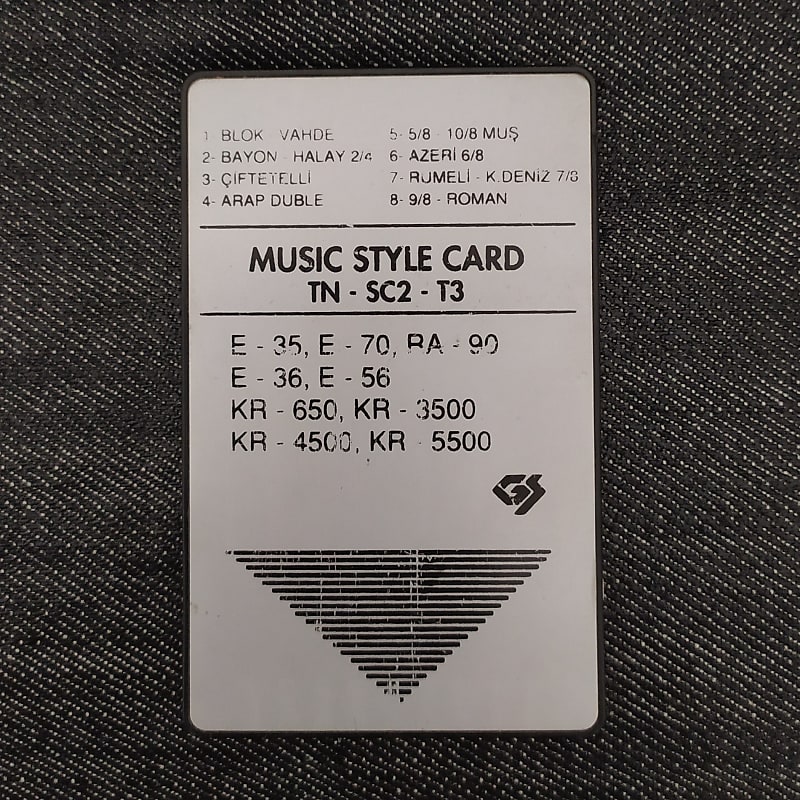 1 BLOK - VAHDE
2- BAYON - HALAY 2/4
3- ÇİFTETELLİ
4- ARAP DUBLE
5- 5/8 - 10/8 MUŞ
6- AZERİ 6/8
7- RUMELİ - K.DENİZ 7/8
8- 9/8 - ROMAN
MUSIC STYLE CARD
TN - SC2 - T3
E - 35, E - 70, RA - 90
E - 36, E - 56
KR - 650, KR - 3500
KR - 4500, KR - 5500
GS